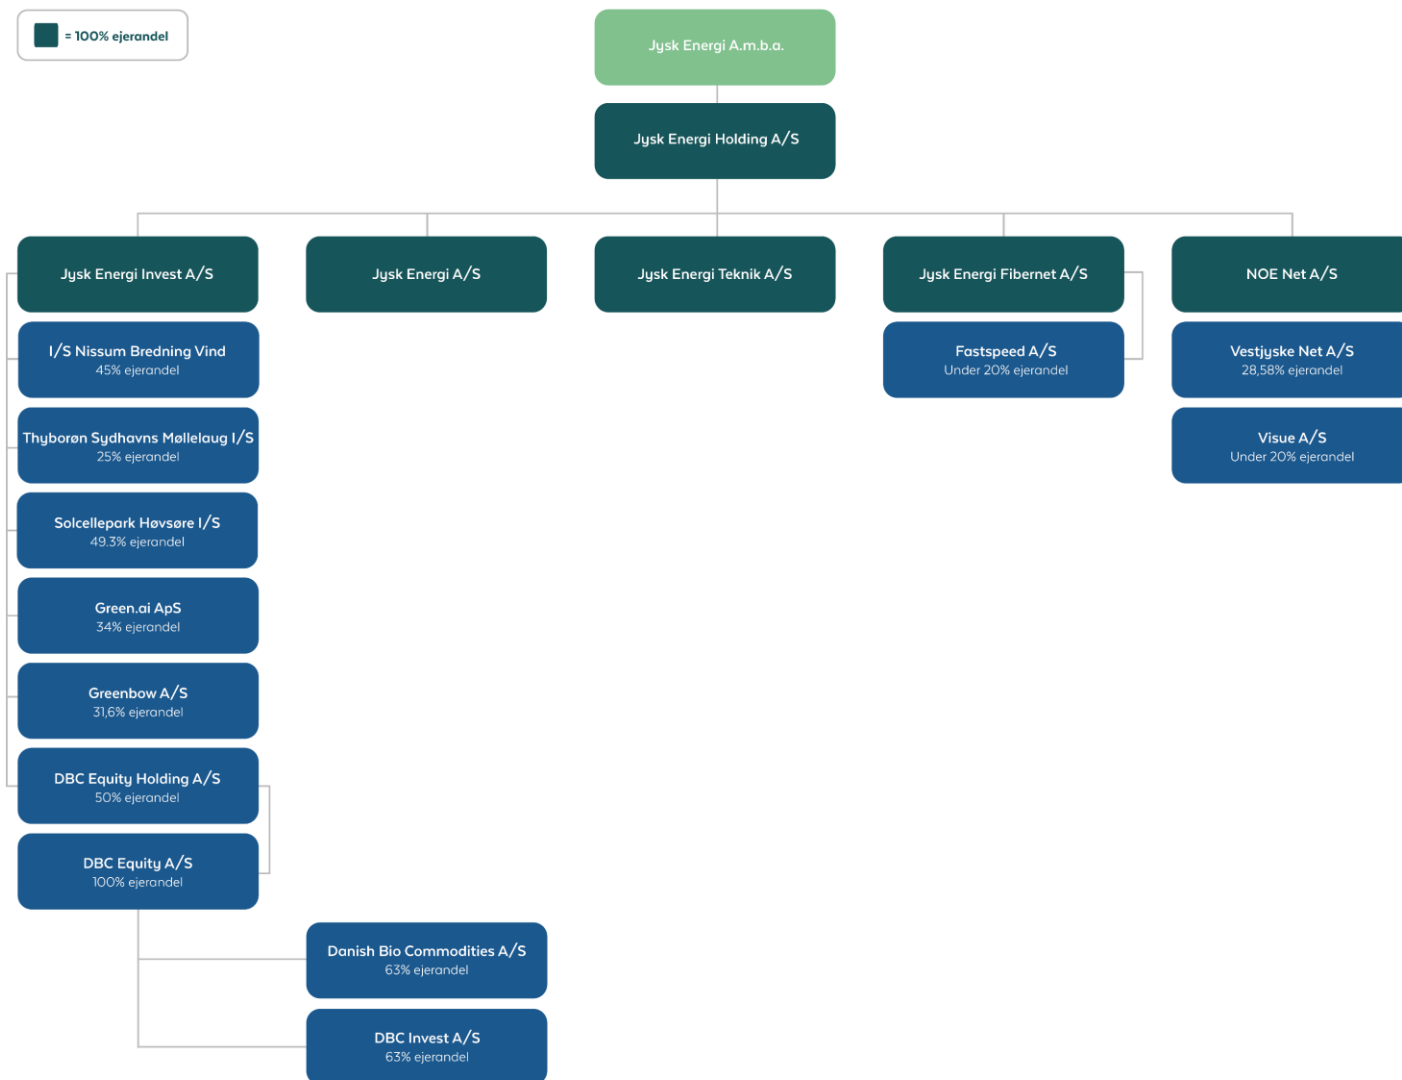 = 100% ejerandel
Jysk Energi A.m.b.a.
Jysk Energi Holding A/S
Jysk Energi Invest A/S
Jysk Energi A/S
Jysk Energi Teknik A/S
Jysk Energi Fibernet A/S
NOE Net A/S
I/S Nissum Bredning Vind
45% ejerandel
Fastspeed A/S
Under 20% ejerandel
Vestjyske Net A/S
28,58% ejerandel
Thyborøn Sydhavns Møllelaug I/S
25% ejerandel
Visue A/S
Under 20% ejerandel
Solcellepark Høvsøre I/S
49.3% ejerandel
Green.ai ApS
34% ejerandel
Greenbow A/S
31,6% ejerandel
DBC Equity Holding A/S
50% ejerandel
DBC Equity A/S
100% ejerandel
Danish Bio Commodities A/S
63% ejerandel
DBC Invest A/S
63% ejerandel